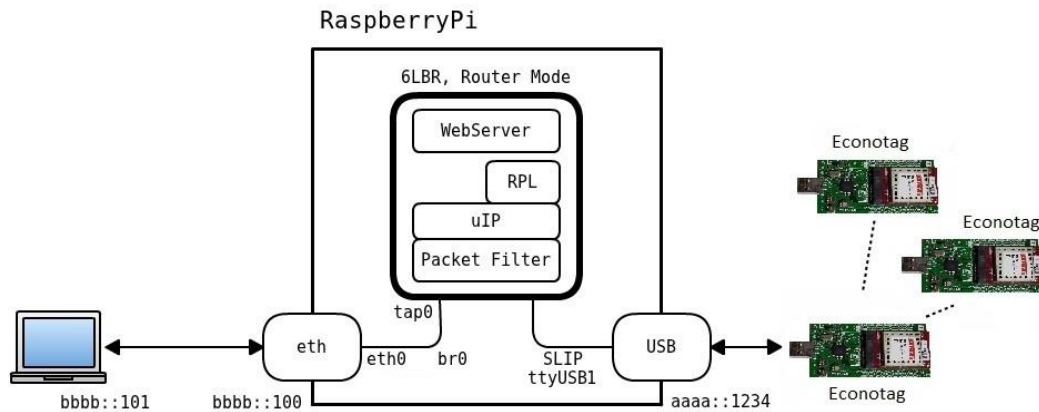 RaspberryPi
6LBR, Router Mode
WebServer
RPL
uIP
Packet Filter
tap0
eth
eth0
br0
SLIP
ttyUSB1
USB
bbbb::101
bbbb::100
aaaa::1234
Econotag
Econotag
Econotag